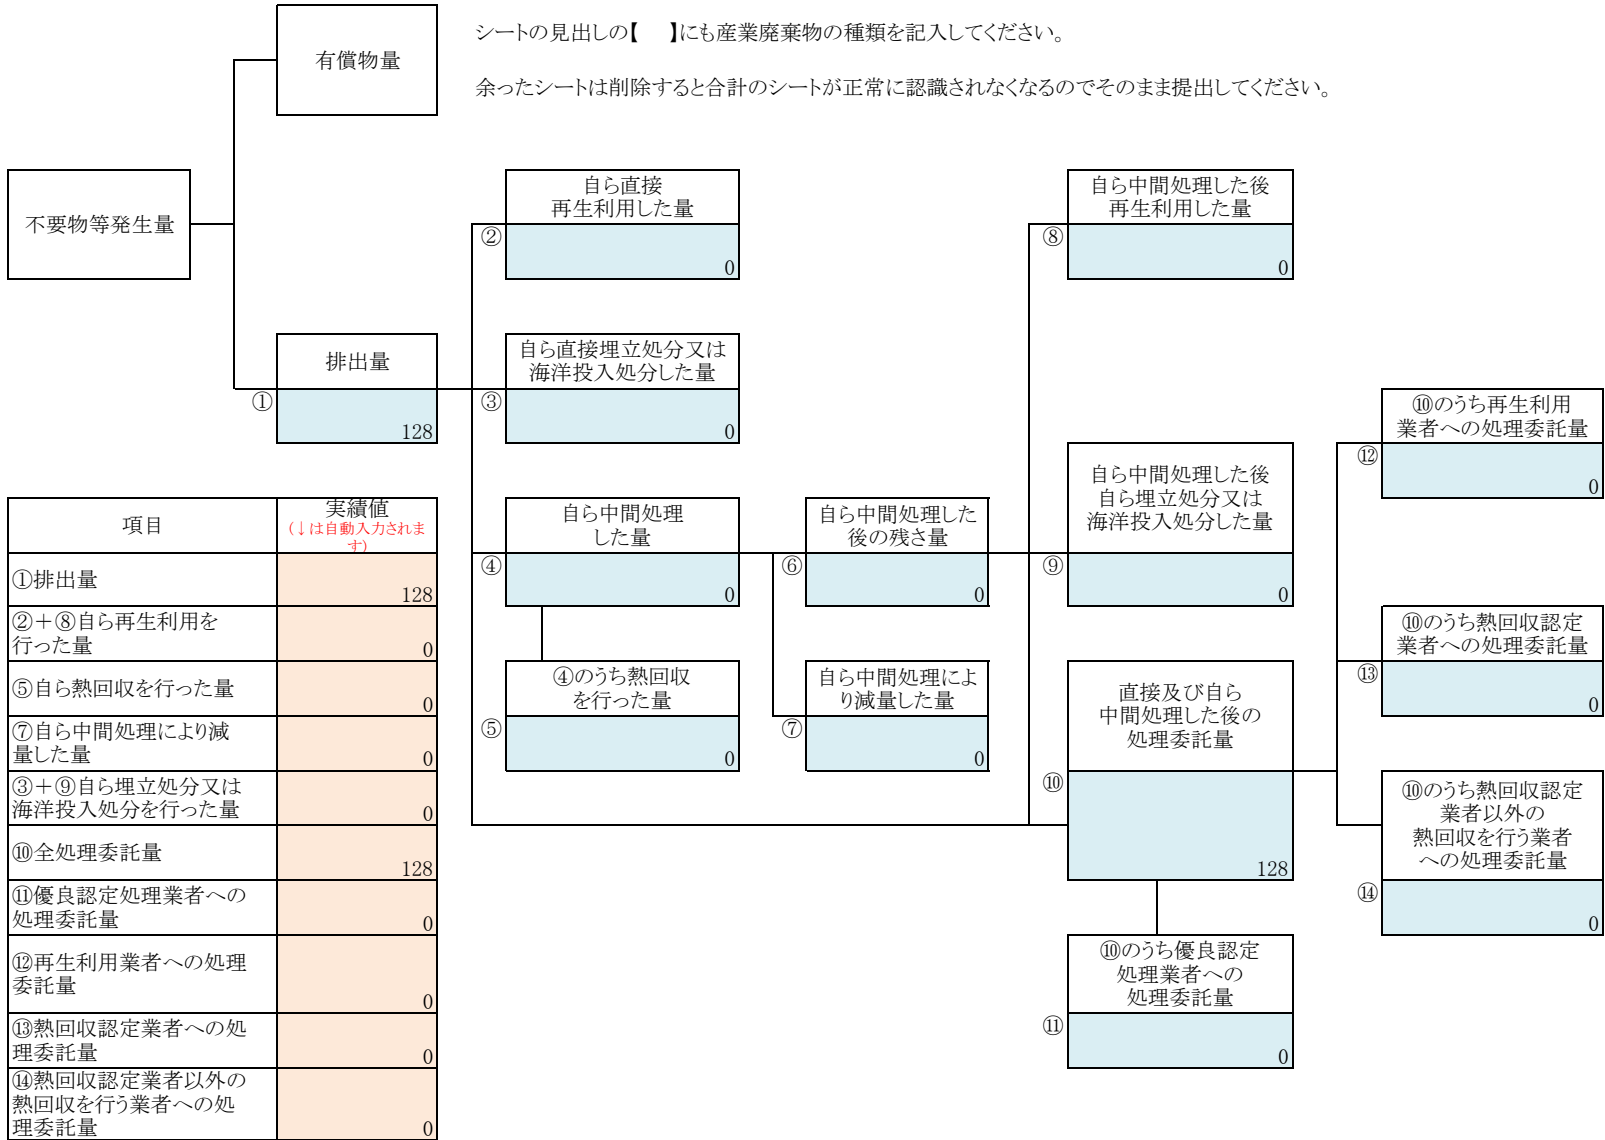 シートの見出しの【　】にも産業廃棄物の種類を記入してください。
余ったシートは削除すると合計のシートが正常に認識されなくなるのでそのまま提出してください。
有償物量
不要物等発生量
排出量
①
128
自ら直接
再生利用した量
②
0
自ら直接埋立処分又は
海洋投入処分した量
③
0
自ら中間処理
した量
④
0
④のうち熱回収
を行った量
⑤
0
自ら中間処理した
後の残さ量
⑥
0
自ら中間処理によ
り減量した量
⑦
0
自ら中間処理した後
再生利用した量
⑧
0
自ら中間処理した後
自ら埋立処分又は
海洋投入処分した量
⑨
0
直接及び自ら
中間処理した後の
処理委託量
⑩
128
⑩のうち優良認定
処理業者への
処理委託量
⑪
0
⑩のうち再生利用
業者への処理委託量
⑫
0
⑩のうち熱回収認定
業者への処理委託量
⑬
0
⑩のうち熱回収認定
業者以外の
熱回収を行う業者
への処理委託量
⑭
0
項目
実績値
(↓は自動入力されま
す)
①排出量
128
②＋⑧自ら再生利用を
行った量
0
⑤自ら熱回収を行った量
0
⑦自ら中間処理により減
量した量
0
③＋⑨自ら埋立処分又は
海洋投入処分を行った量
0
⑩全処理委託量
128
⑪優良認定処理業者への
処理委託量
0
⑫再生利用業者への処理
委託量
0
⑬熱回収認定業者への処
理委託量
0
⑭熱回収認定業者以外の
熱回収を行う業者への処
理委託量
0